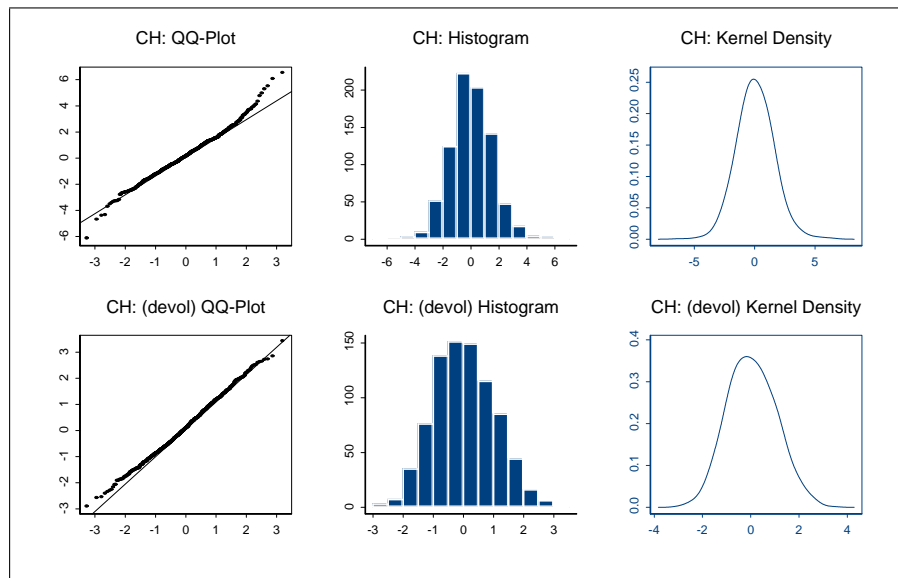 CH: QQ-Plot
6
4
2
0
-2
-4
-6
-3 -2 -1 0 1 2 3
CH: Histogram
200
150
100
50
0
-6 -4 -2 0 2 4 6
CH: Kernel Density
0.25
0.20
0.15
0.10
0.05
0.00
-5 0 5
CH: (devol) QQ-Plot
3
2
1
0
-1
-2
-3
-3 -2 -1 0 1 2 3
CH: (devol) Histogram
150
100
50
0
-3 -2 -1 0 1 2 3
CH: (devol) Kernel Density
0.4
0.3
0.2
0.1
0.0
-4 -2 0 2 4